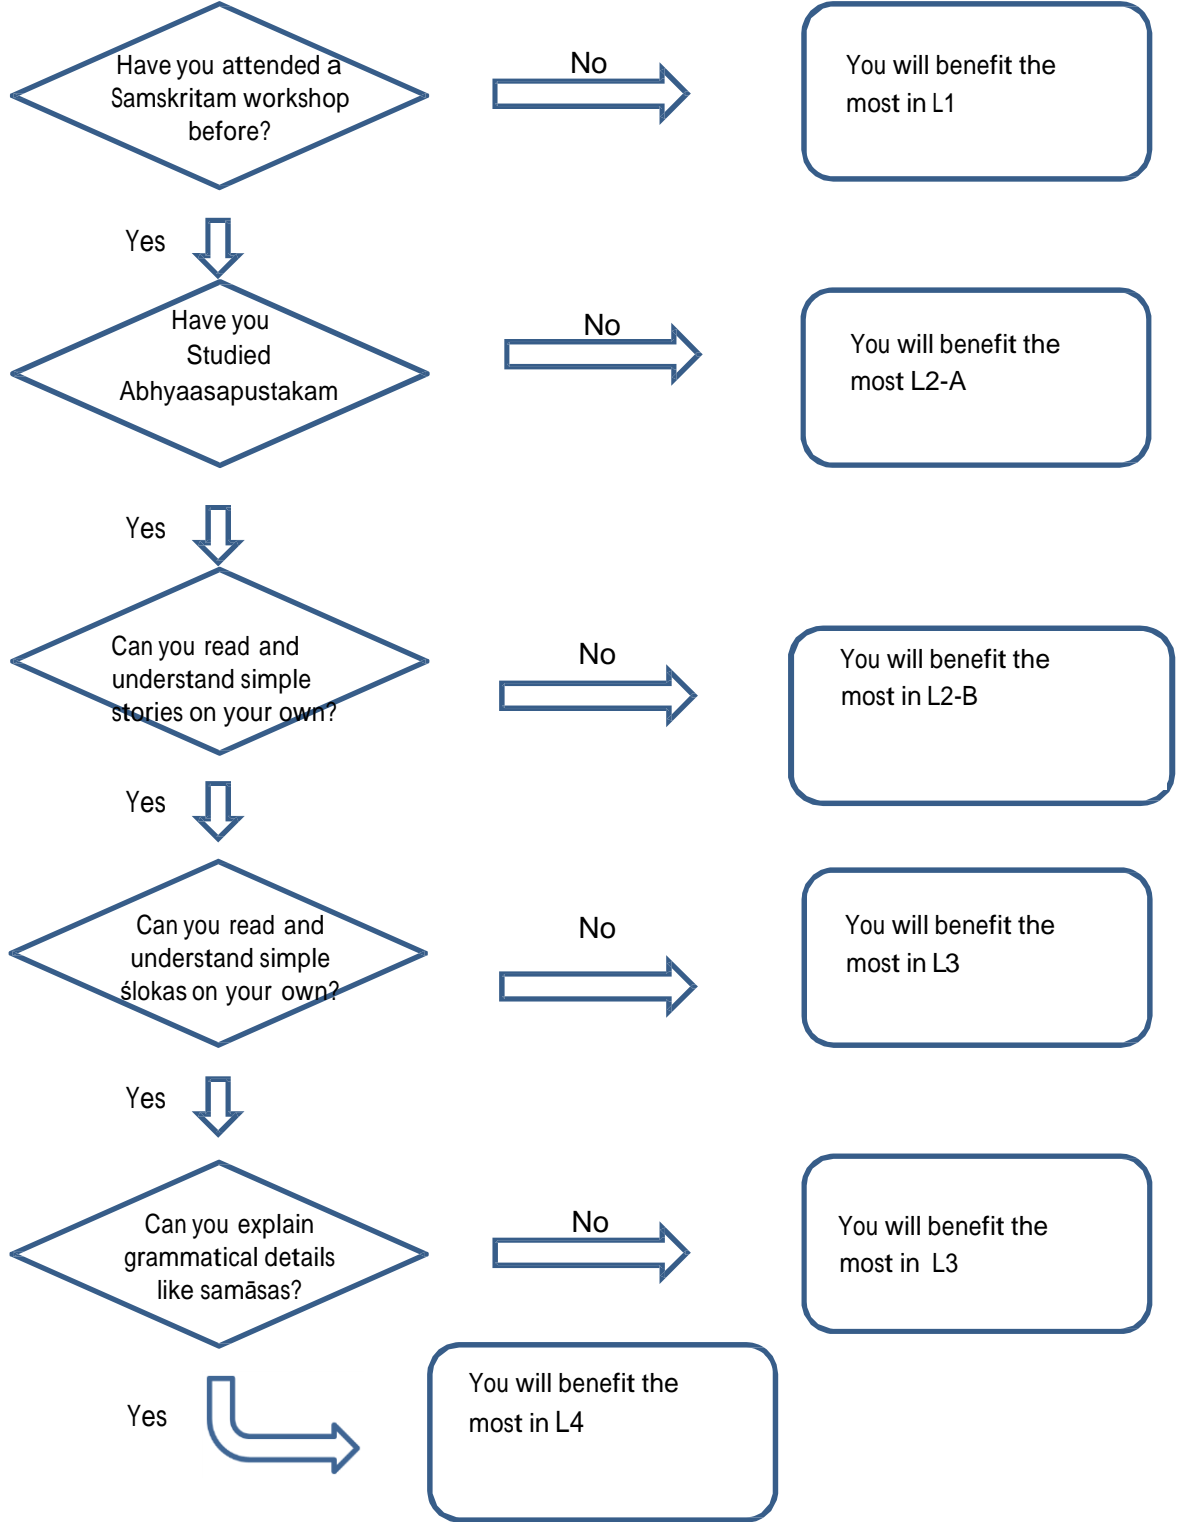 Have you attended a
Samskritam workshop
before?
No
You will benefit the
most in L1
Yes
Have you
Studied
Abhyaasapustakam
No
You will benefit the
most L2-A
Yes
Can you read and
understand simple
stories on your own?
No
You will benefit the
most in L2-B
Yes
Can you read and
understand simple
ślokas on your own?
No
You will benefit the
most in L3
Yes
Can you explain
grammatical details
like samāsas?
No
You will benefit the
most in L3
Yes
You will benefit the
most in L4